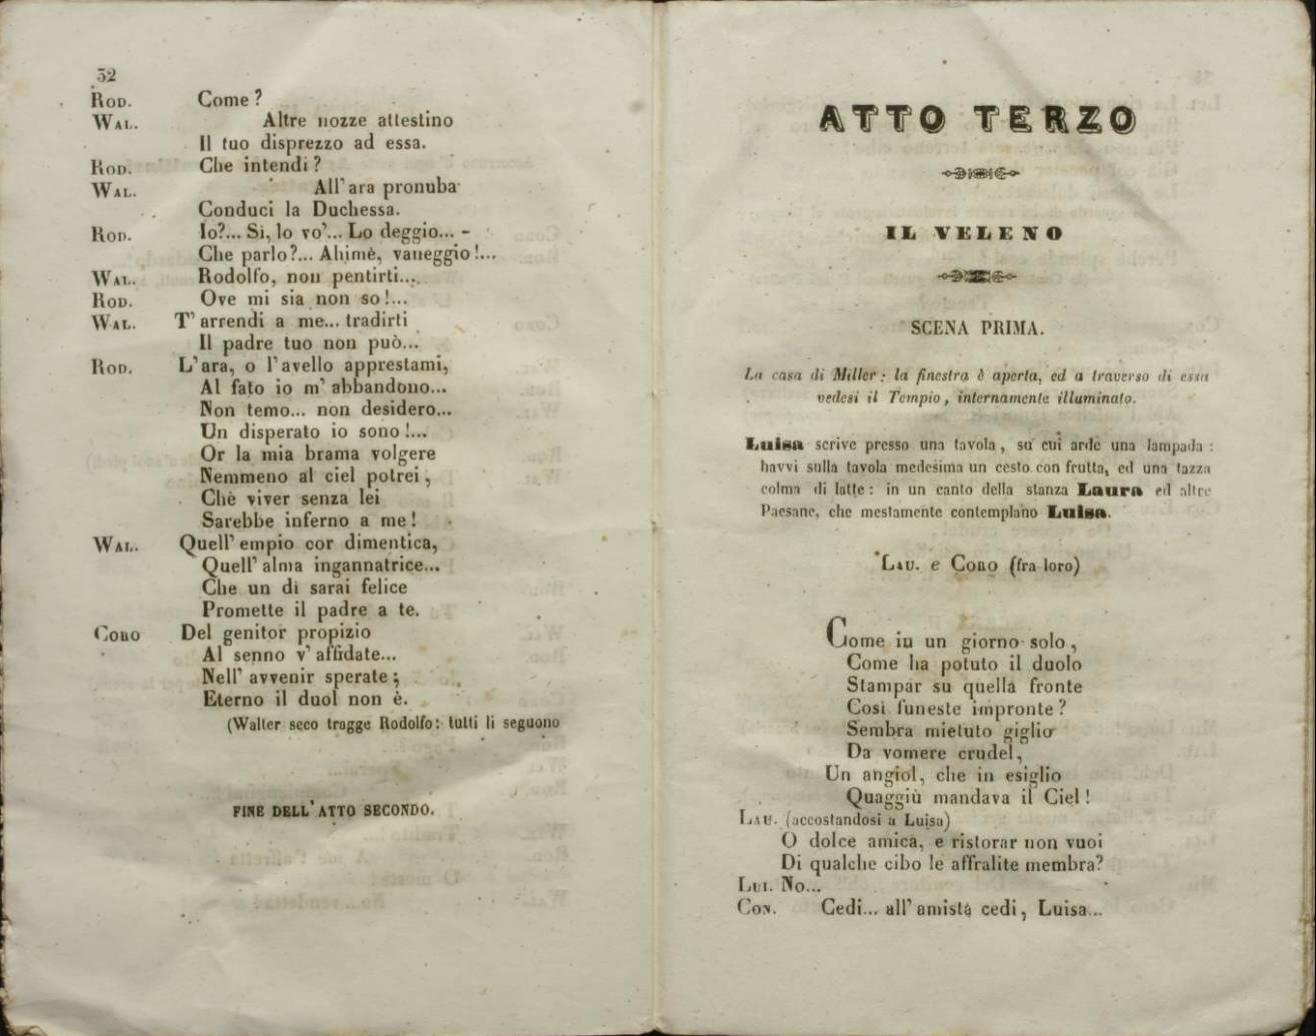 32
ROD. Come?
WAL. Altre nozze attestino
Il tuo disprezzo ad essa.
ROD. Che intendi?
WAL. All' ara pronuba
Conduci la Duchessa.
ROD. Io?... Sì, lo vo'... Lo deggio... -
Che parlo?... Ahimè, vaneggio!...
WAL. Rodolfo, non pentirti...
ROD. Ove mi sia non so!...
WAL. T' arrendi a me... tradirti
Il padre tuo non può...
ROD. L' ara, o l' avello apprestami,
Al fato io m' abbandono...
Non temo... non desidero...
Un disperato io sono!...
Or la mia brama volgere
Nemmeno al ciel potrei,
Chè viver senza lei
Sarebbe inferno a me!
WAL. Quell' empio cor dimentica,
Quell' alma ingannatrice...
Che un dì sarai felice
Promette il padre a te.
CORO Del genitor propizio
Al senno v' affidate...
Nell' avvenir sperate;
Eterno il duol non è.
(Walter seco tragge Rodolfo: tutti li seguono
FINE DELL' ATTO SECONDO.
ATTO TERZO
IL VELENO
SCENA PRIMA.
La casa di Miller: la finestra è aperta, ed a traverso di essa
vedesi il Tempio, internamente illuminato.
Luisa scrive presso una tavola, su cui arde una lampada:
havvi sulla tavola medesima un cesto con frutta, ed una tazza
colma di latte: in un canto della stanza Laura ed altre
Paesane, che mestamente contemplano Luisa.
LAU. e CORO (fra loro)
Come in un giorno solo,
Come ha potuto il duolo
Stampar su quella fronte
Così funeste impronte?
Sembra mietuto giglio
Da vomere crudel,
Un angiol, che in esiglio
Quaggiù mandava il Ciel!
LAU. (accostandosi a Luisa)
O dolce amica, e ristorar non vuoi
Di qualche cibo le affralite membra?
LUI. No...
CON. Cedi... all' amistà cedi, Luisa...